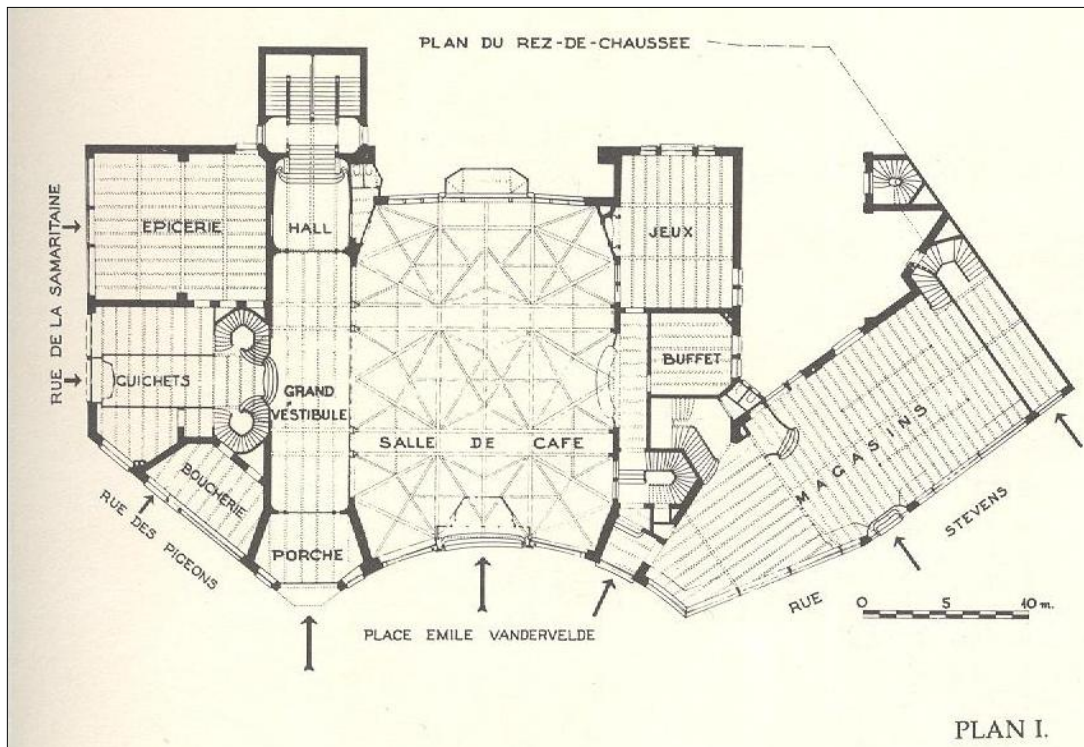 PLAN DU REZ-DE-CHAUSSEE
RUE DE LA SAMARITAINE
EPICERIE
HALL
JEUX
GUICHETS
GRAND
VESTIBULE
BUFFET
SALLE DE CAFE
MAGASINS
BOUCHERIE
RUE DES PIGEONS
PORCHE
RUE STEVENS
PLACE EMILE VANDERVELDE
0 5 10 m.
PLAN I.